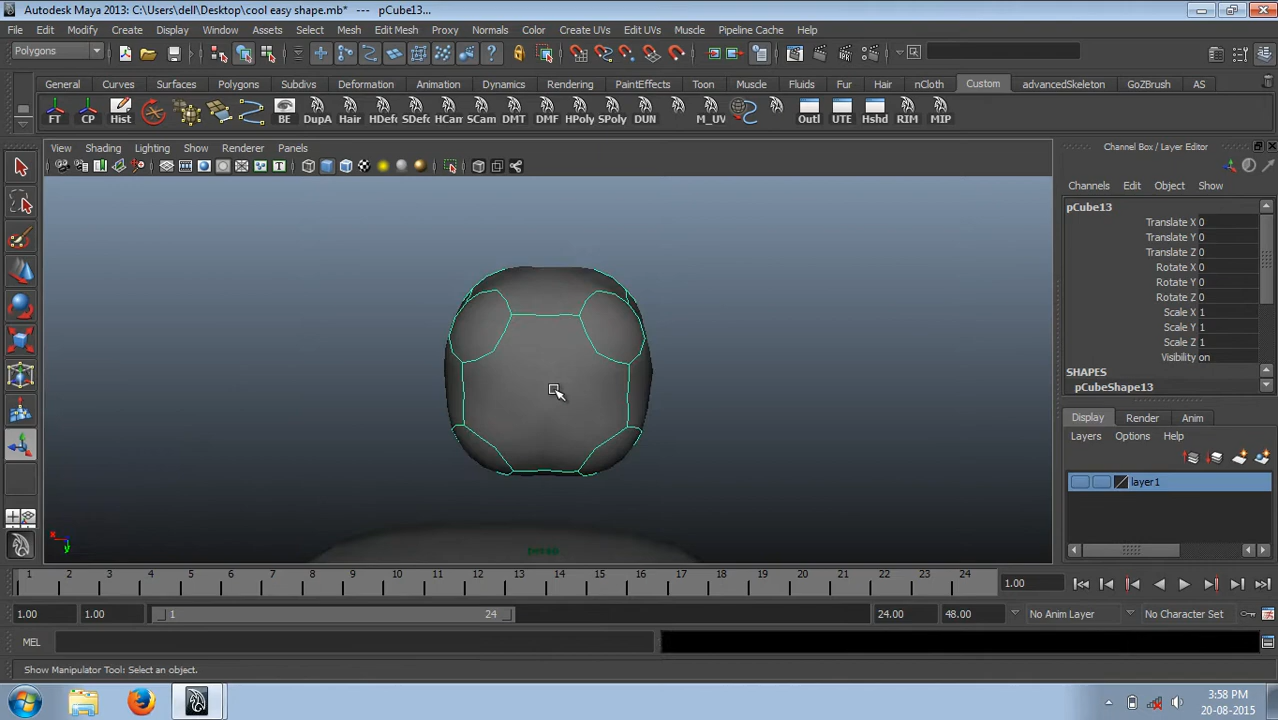 Autodesk Maya 2013: C:\Users\dell\Desktop\cool easy shape.mb* --- pCube13...
File Edit Modify Create Display Window Assets Select Mesh Edit Mesh Proxy Normals Color Create UVs Edit UVs Muscle Pipeline Cache Help
Polygons
General Curves Surfaces Polygons Subdivs Deformation Animation Dynamics Rendering PaintEffects Toon Muscle Fluids Fur Hair nCloth Custom advancedSkeleton GoZBrush AS
FT CP Hist BE DupA Hair HDefc SDefc HCam SCam DMT DMF HPoly SPoly DUN M_UV Outl UTE Hshd RIM MIP
View Shading Lighting Show Renderer Panels
Channel Box / Layer Editor
Channels Edit Object Show
pCube13
Translate X 0
Translate Y 0
Translate Z 0
Rotate X 0
Rotate Y 0
Rotate Z 0
Scale X 1
Scale Y 1
Scale Z 1
Visibility on
SHAPES
pCubeShape13
Display Render Anim
Layers Options Help
layer1
x y
persp
1 2 3 4 5 6 7 8 9 10 11 12 13 14 15 16 17 18 19 20 21 22 23 24 1.00
1.00 1.00 1 24 24.00 48.00 No Anim Layer No Character Set
MEL
Show Manipulator Tool: Select an object.
3:58 PM
20-08-2015